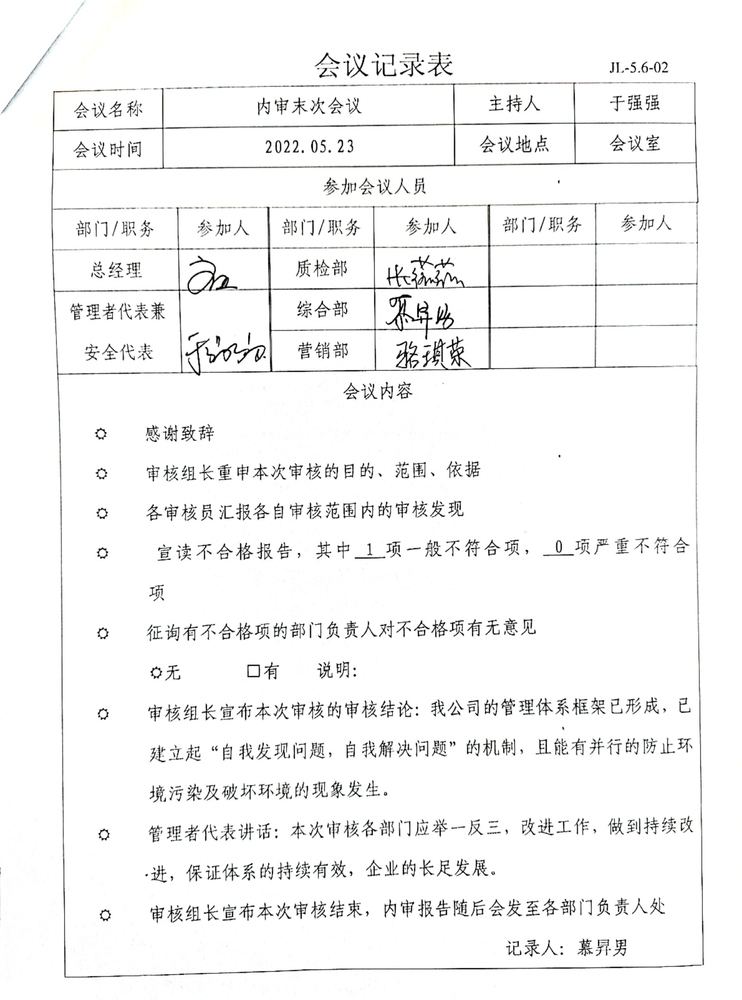 会议记录表 JL-5.6-02
会议名称 内审末次会议 主持人 于强强
会议时间 2022.05.23 会议地点 会议室
参加会议人员
部门/职务 参加人 部门/职务 参加人 部门/职务 参加人
总经理 质检部
管理者代表兼 综合部
安全代表 于强强 营销部 骆琪荣
会议内容
感谢致辞
审核组长重申本次审核的目的、范围、依据
各审核员汇报各自审核范围内的审核发现
宣读不合格报告，其中 1 项一般不符合项， 0 项严重不符合
项
征询有不合格项的部门负责人对不合格项有无意见
✡无 □有 说明：
审核组长宣布本次审核的审核结论：我公司的管理体系框架已形成，已
建立起“自我发现问题，自我解决问题”的机制，且能有并行的防止环
境污染及破坏环境的现象发生。
管理者代表讲话：本次审核各部门应举一反三，改进工作，做到持续改
进，保证体系的持续有效，企业的长足发展。
审核组长宣布本次审核结束，内审报告随后会发至各部门负责人处
记录人：慕昇男